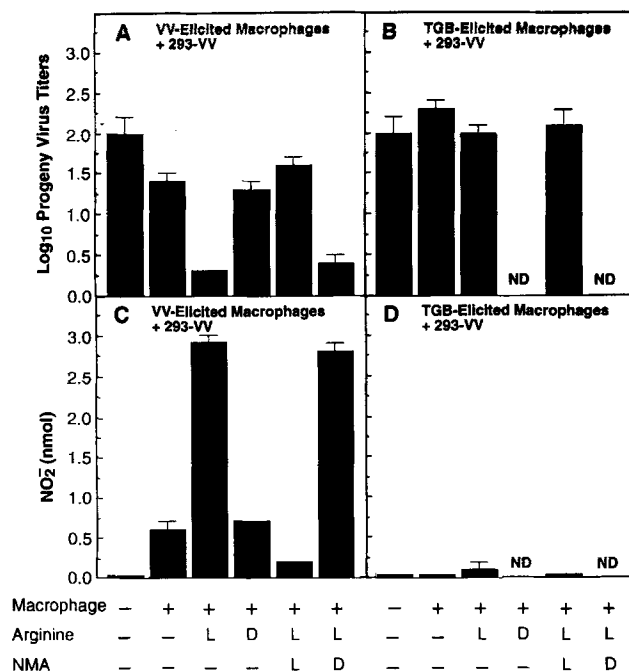 A VV-Elicited Macrophages
+ 293-VV
B TGB-Elicited Macrophages
+ 293-VV
Log10 Progeny Virus Titers
3.0
2.5
2.0
1.5
1.0
0.5
0.0
ND
ND
C VV-Elicited Macrophages
+ 293-VV
D TGB-Elicited Macrophages
+ 293-VV
NO2- (nmol)
3.0
2.5
2.0
1.5
1.0
0.5
0.0
ND
ND
Macrophage – + + + + + – + + + + +
Arginine – – L D L L – – L D L L
NMA – – – – L D – – – – L D